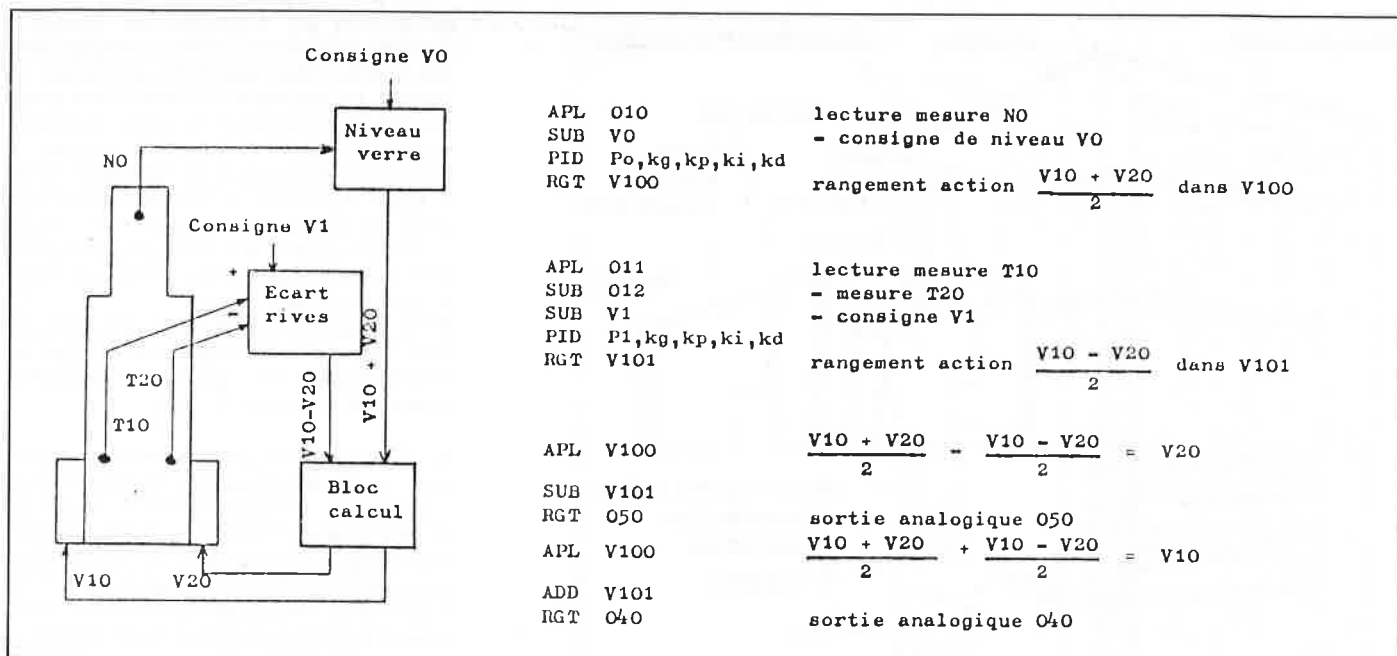 Consigne V0
Niveau
verre
N0
Consigne V1
+
-
Ecart
rives
T20
T10
V10-V20
V10 + V20
Bloc
calcul
V10
V20
APL 010 lecture mesure N0
SUB V0 - consigne de niveau V0
PID Po,kg,kp,ki,kd
RGT V100 rangement action (V10 + V20)/2 dans V100
APL 011 lecture mesure T10
SUB 012 - mesure T20
SUB V1 - consigne V1
PID P1,kg,kp,ki,kd
RGT V101 rangement action (V10 - V20)/2 dans V101
APL V100 (V10 + V20)/2 - (V10 - V20)/2 = V20
SUB V101
RGT 050 sortie analogique 050
APL V100 (V10 + V20)/2 + (V10 - V20)/2 = V10
ADD V101
RGT 040 sortie analogique 040